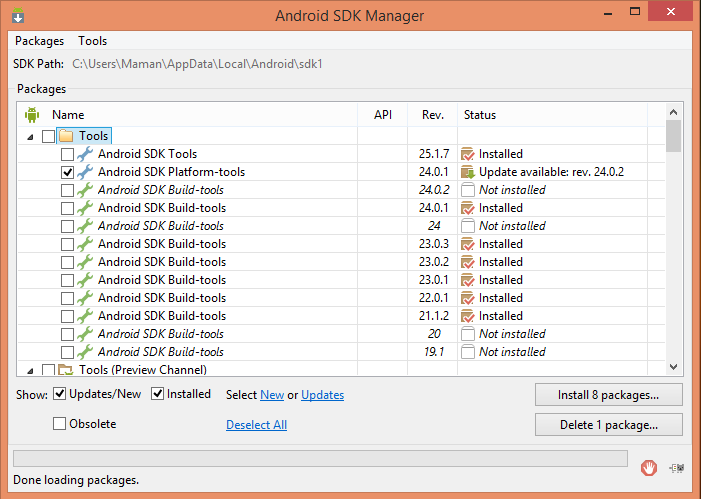 Android SDK Manager
Packages Tools
SDK Path: C:\Users\Maman\AppData\Local\Android\sdk1
Packages
Name API Rev. Status
Tools
Android SDK Tools 25.1.7 Installed
Android SDK Platform-tools 24.0.1 Update available: rev. 24.0.2
Android SDK Build-tools 24.0.2 Not installed
Android SDK Build-tools 24.0.1 Installed
Android SDK Build-tools 24 Not installed
Android SDK Build-tools 23.0.3 Installed
Android SDK Build-tools 23.0.2 Installed
Android SDK Build-tools 23.0.1 Installed
Android SDK Build-tools 22.0.1 Installed
Android SDK Build-tools 21.1.2 Installed
Android SDK Build-tools 20 Not installed
Android SDK Build-tools 19.1 Not installed
Tools (Preview Channel)
Show: Updates/New Installed Select New or Updates Install 8 packages...
Obsolete Deselect All Delete 1 package...
Done loading packages.